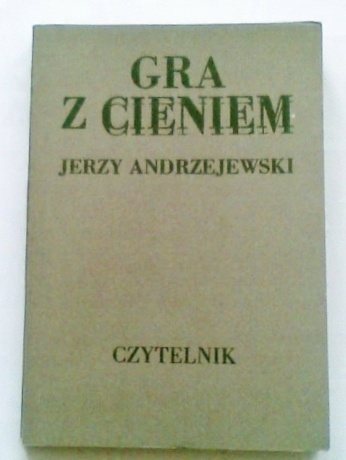 GRA
Z CIENIEM
JERZY ANDRZEJEWSKI
CZYTELNIK